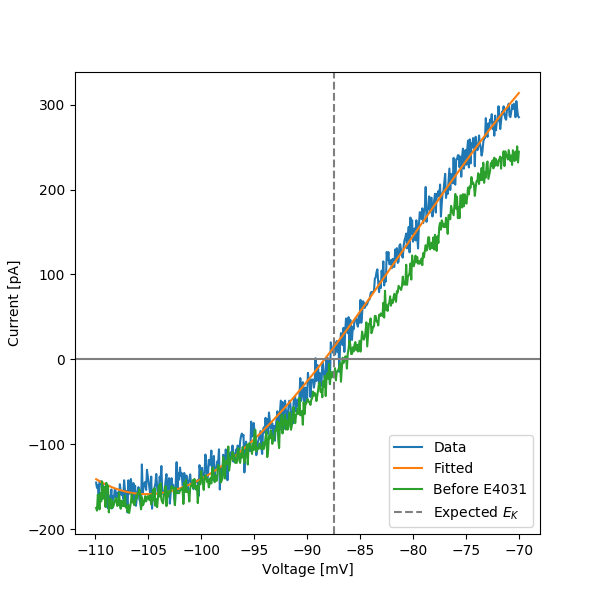 300
200
100
0
−100
−200
Current [pA]
−110
−105
−100
−95
−90
−85
−80
−75
−70
Voltage [mV]
Data
Fitted
Before E4031
Expected E_K